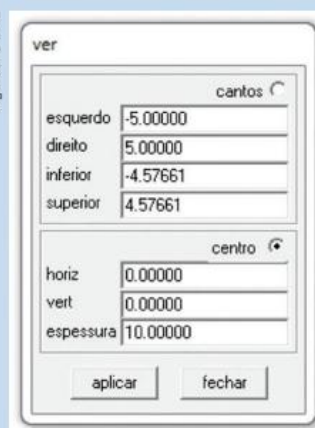 ver
cantos
esquerdo -5.00000
direito 5.00000
inferior -4.57661
superior 4.57661
centro
horiz 0.00000
vert 0.00000
espessura 10.00000
aplicar fechar